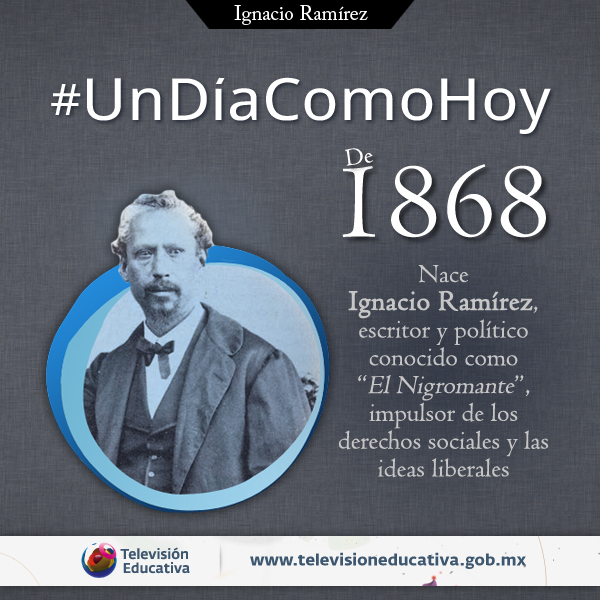 Ignacio Ramírez
#UnDíaComoHoy
De
1868
Nace
Ignacio Ramírez,
escritor y político
conocido como
“El Nigromante”,
impulsor de los
derechos sociales y las
ideas liberales
Televisión
Educativa
www.televisioneducativa.gob.mx